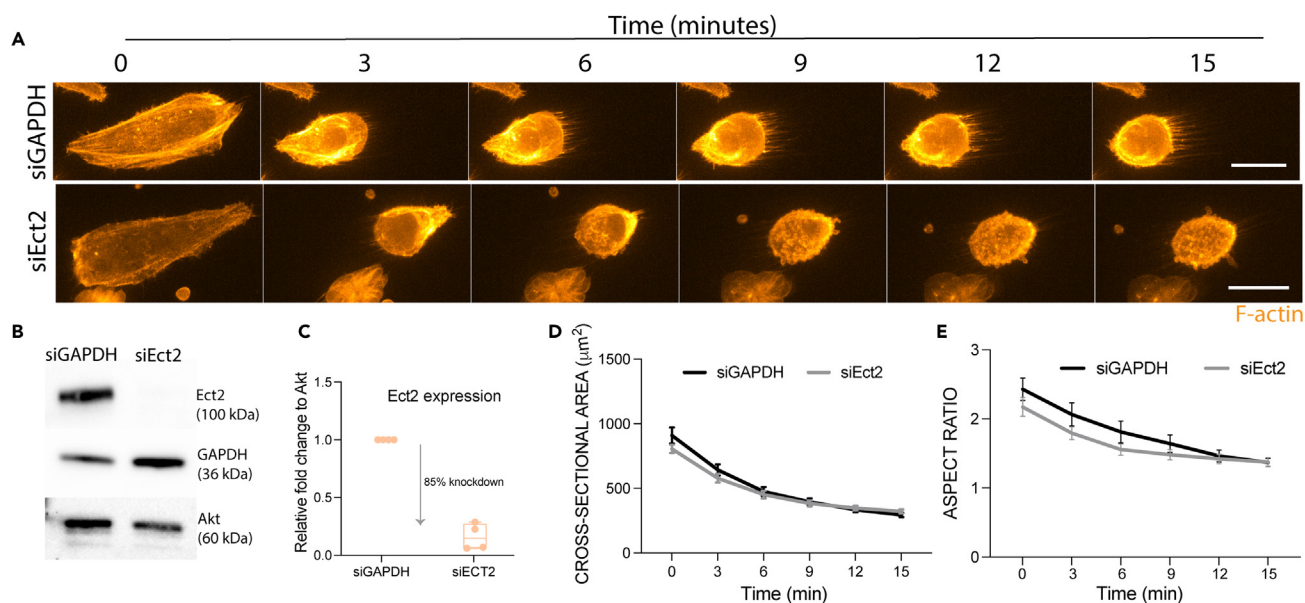 A
Time (minutes)
0 3 6 9 12 15
siGAPDH
siEct2
F-actin
B
siGAPDH siEct2
Ect2
(100 kDa)
GAPDH
(36 kDa)
Akt
(60 kDa)
C
Relative fold change to Akt
1.5
1.0
0.5
0.0
Ect2 expression
85% knockdown
siGAPDH siECT2
D
CROSS-SECTIONAL AREA (μm²)
1500
1000
500
0
siGAPDH siEct2
0 3 6 9 12 15
Time (min)
E
ASPECT RATIO
3
2
1
0
siGAPDH siEct2
0 3 6 9 12 15
Time (min)